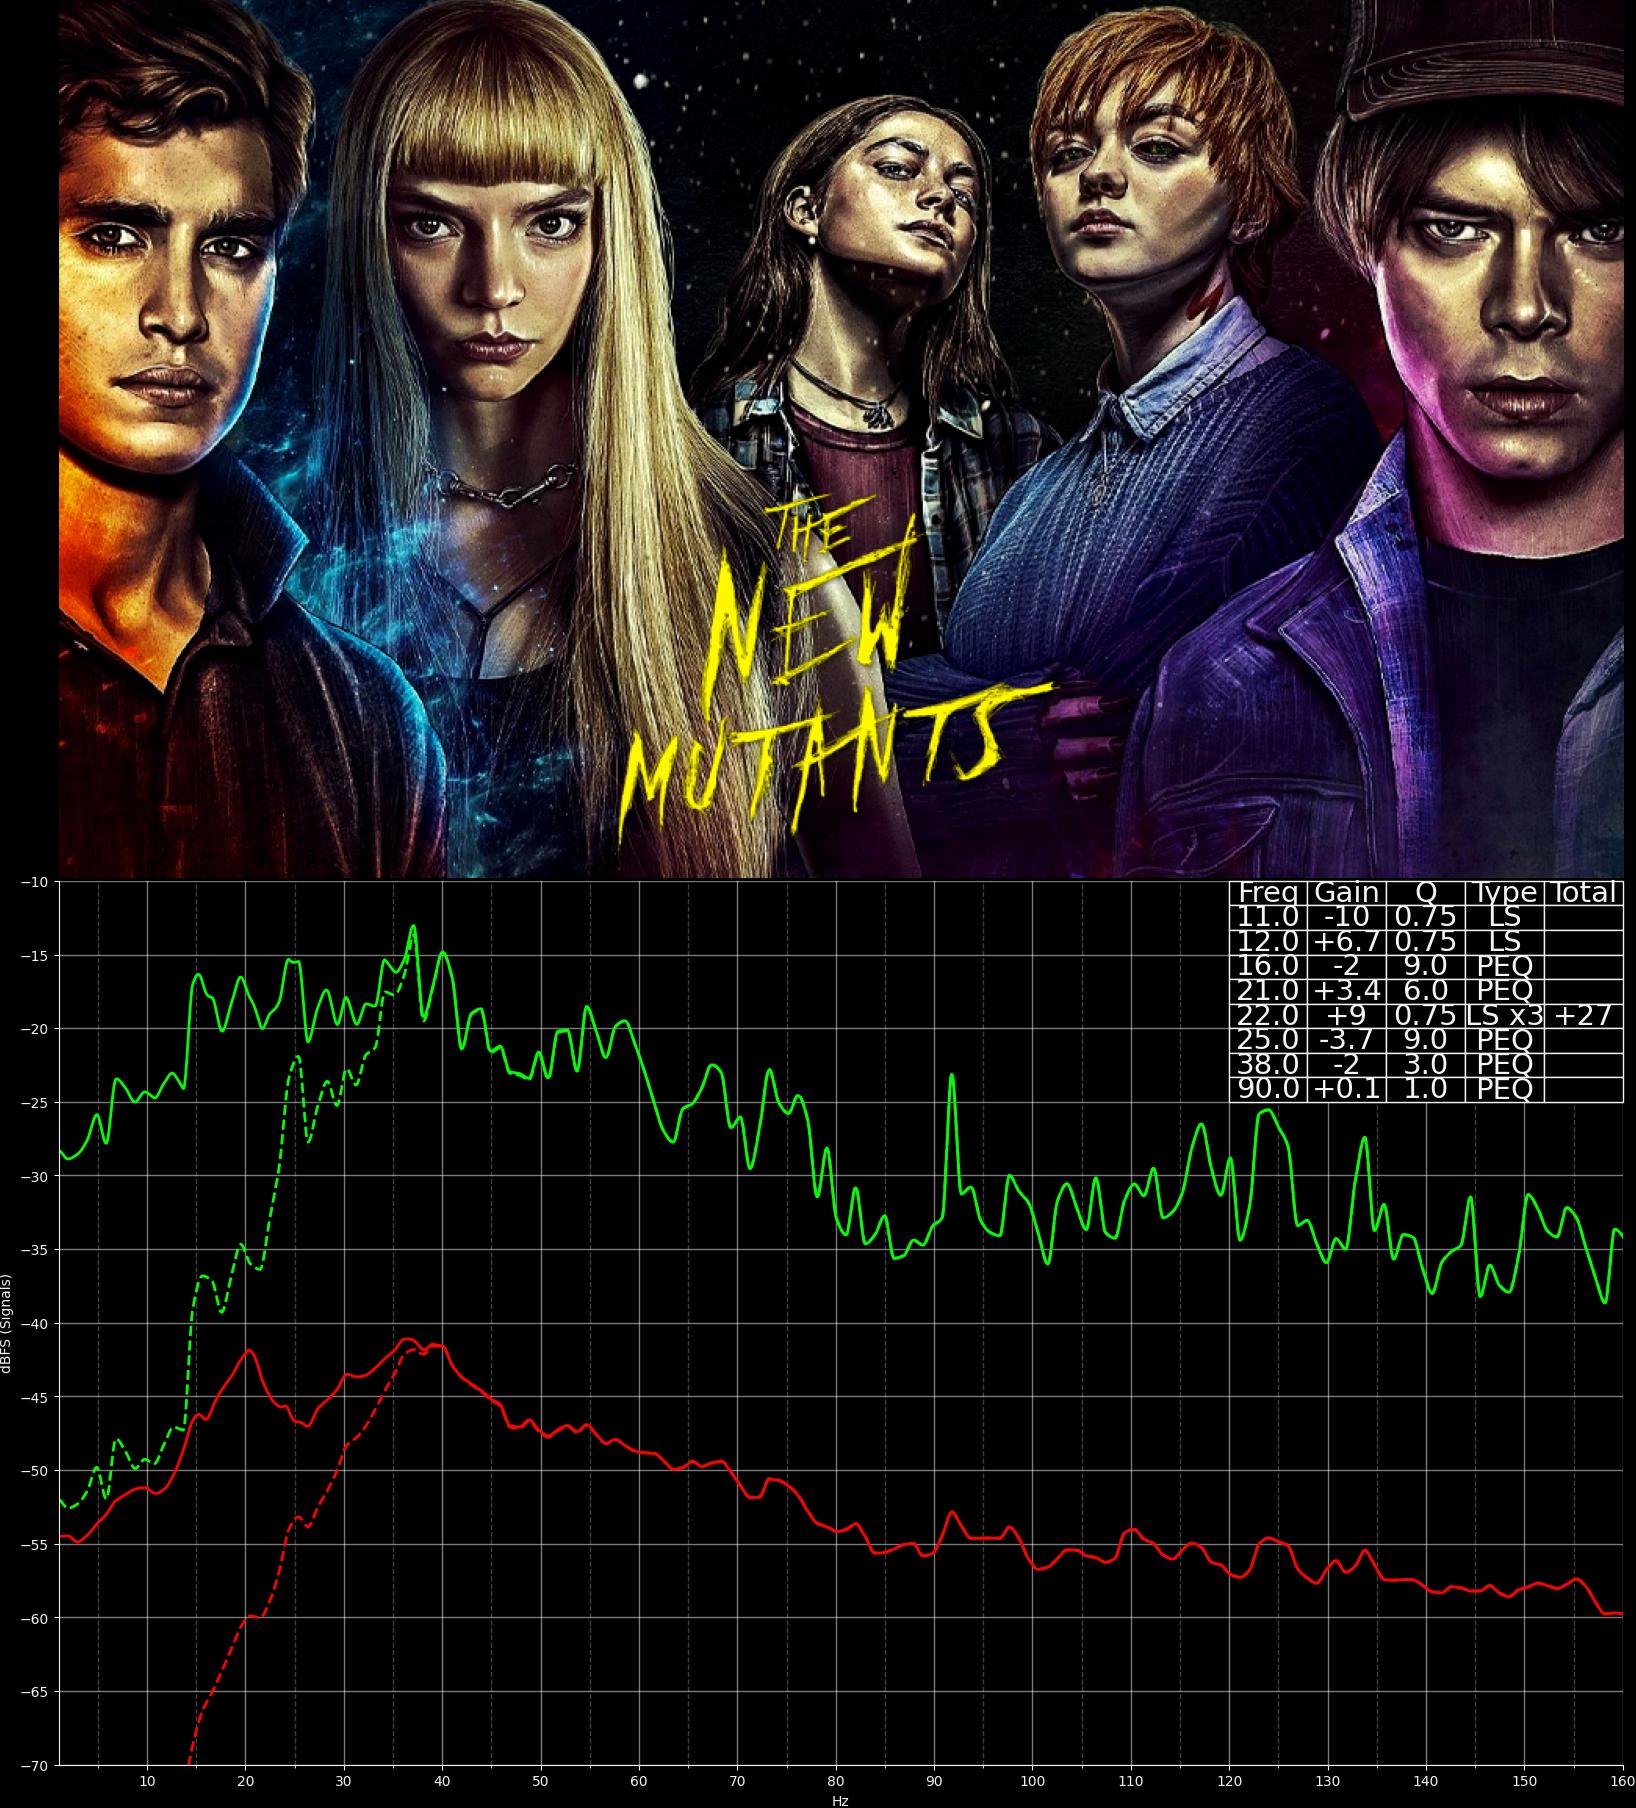 THE
NEW
MUTANTS
Freq Gain Q Type Total
11.0 -10 0.75 LS
12.0 +6.7 0.75 LS
16.0 -2 9.0 PEQ
21.0 +3.4 6.0 PEQ
22.0 +9 0.75 LS x3 +27
25.0 -3.7 9.0 PEQ
38.0 -2 3.0 PEQ
90.0 +0.1 1.0 PEQ
−10
−15
−20
−25
−30
−35
−40
−45
−50
−55
−60
−65
−70
dBFS (Signals)
10 20 30 40 50 60 70 80 90 100 110 120 130 140 150 160
Hz